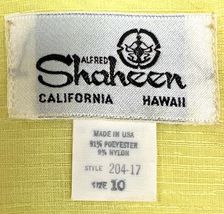 ALFRED
Shaheen
CALIFORNIA HAWAII
MADE IN USA
91% POLYESTER
9% NYLON
STYLE 204-17
SIZE 10